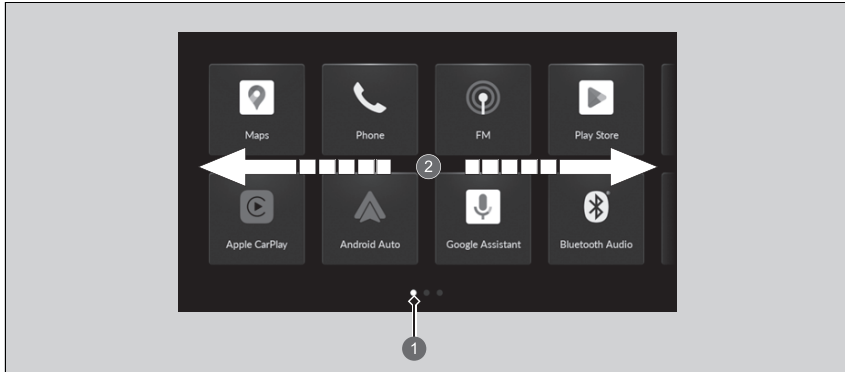 Maps
Phone
FM
Play Store
2
Apple CarPlay
Android Auto
Google Assistant
Bluetooth Audio
1